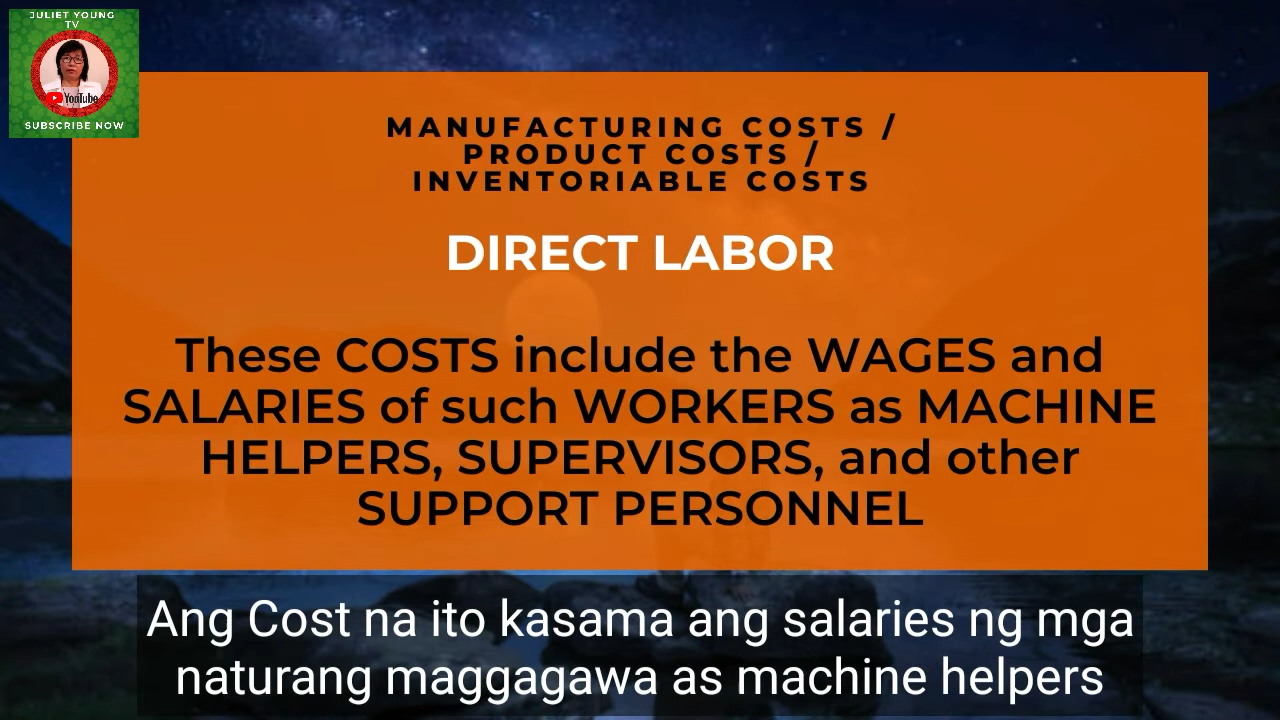 JULIET YOUNG
TV
YouTube
SUBSCRIBE NOW
MANUFACTURING COSTS /
PRODUCT COSTS /
INVENTORIABLE COSTS
DIRECT LABOR
These COSTS include the WAGES and
SALARIES of such WORKERS as MACHINE
HELPERS, SUPERVISORS, and other
SUPPORT PERSONNEL
Ang Cost na ito kasama ang salaries ng mga
naturang maggagawa as machine helpers